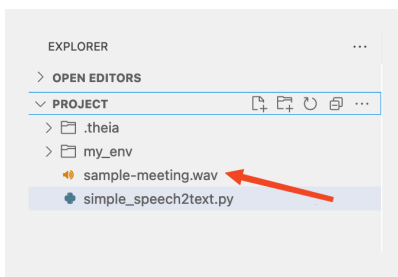 EXPLORER
OPEN EDITORS
PROJECT
.theia
my_env
sample-meeting.wav
simple_speech2text.py